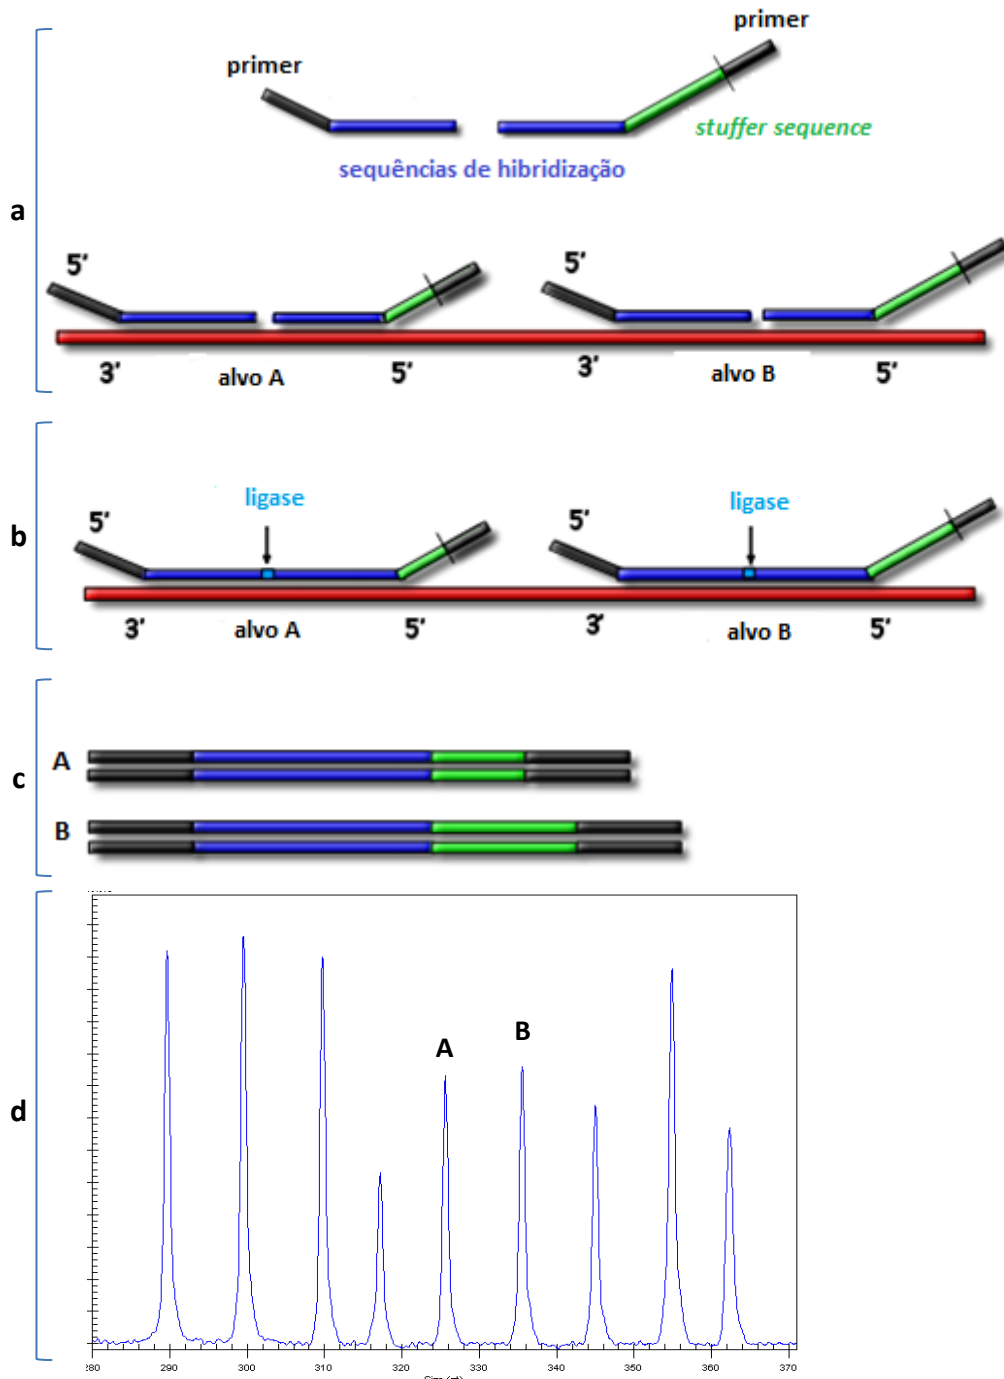 primer
primer
stuffer sequence
sequências de hibridização
a
5'
5'
3'
alvo A
5'
3'
alvo B
5'
b
ligase
ligase
5'
5'
3'
alvo A
5'
3'
alvo B
5'
c
A
B
d
A
B
280 290 300 310 320 330 340 350 360 370